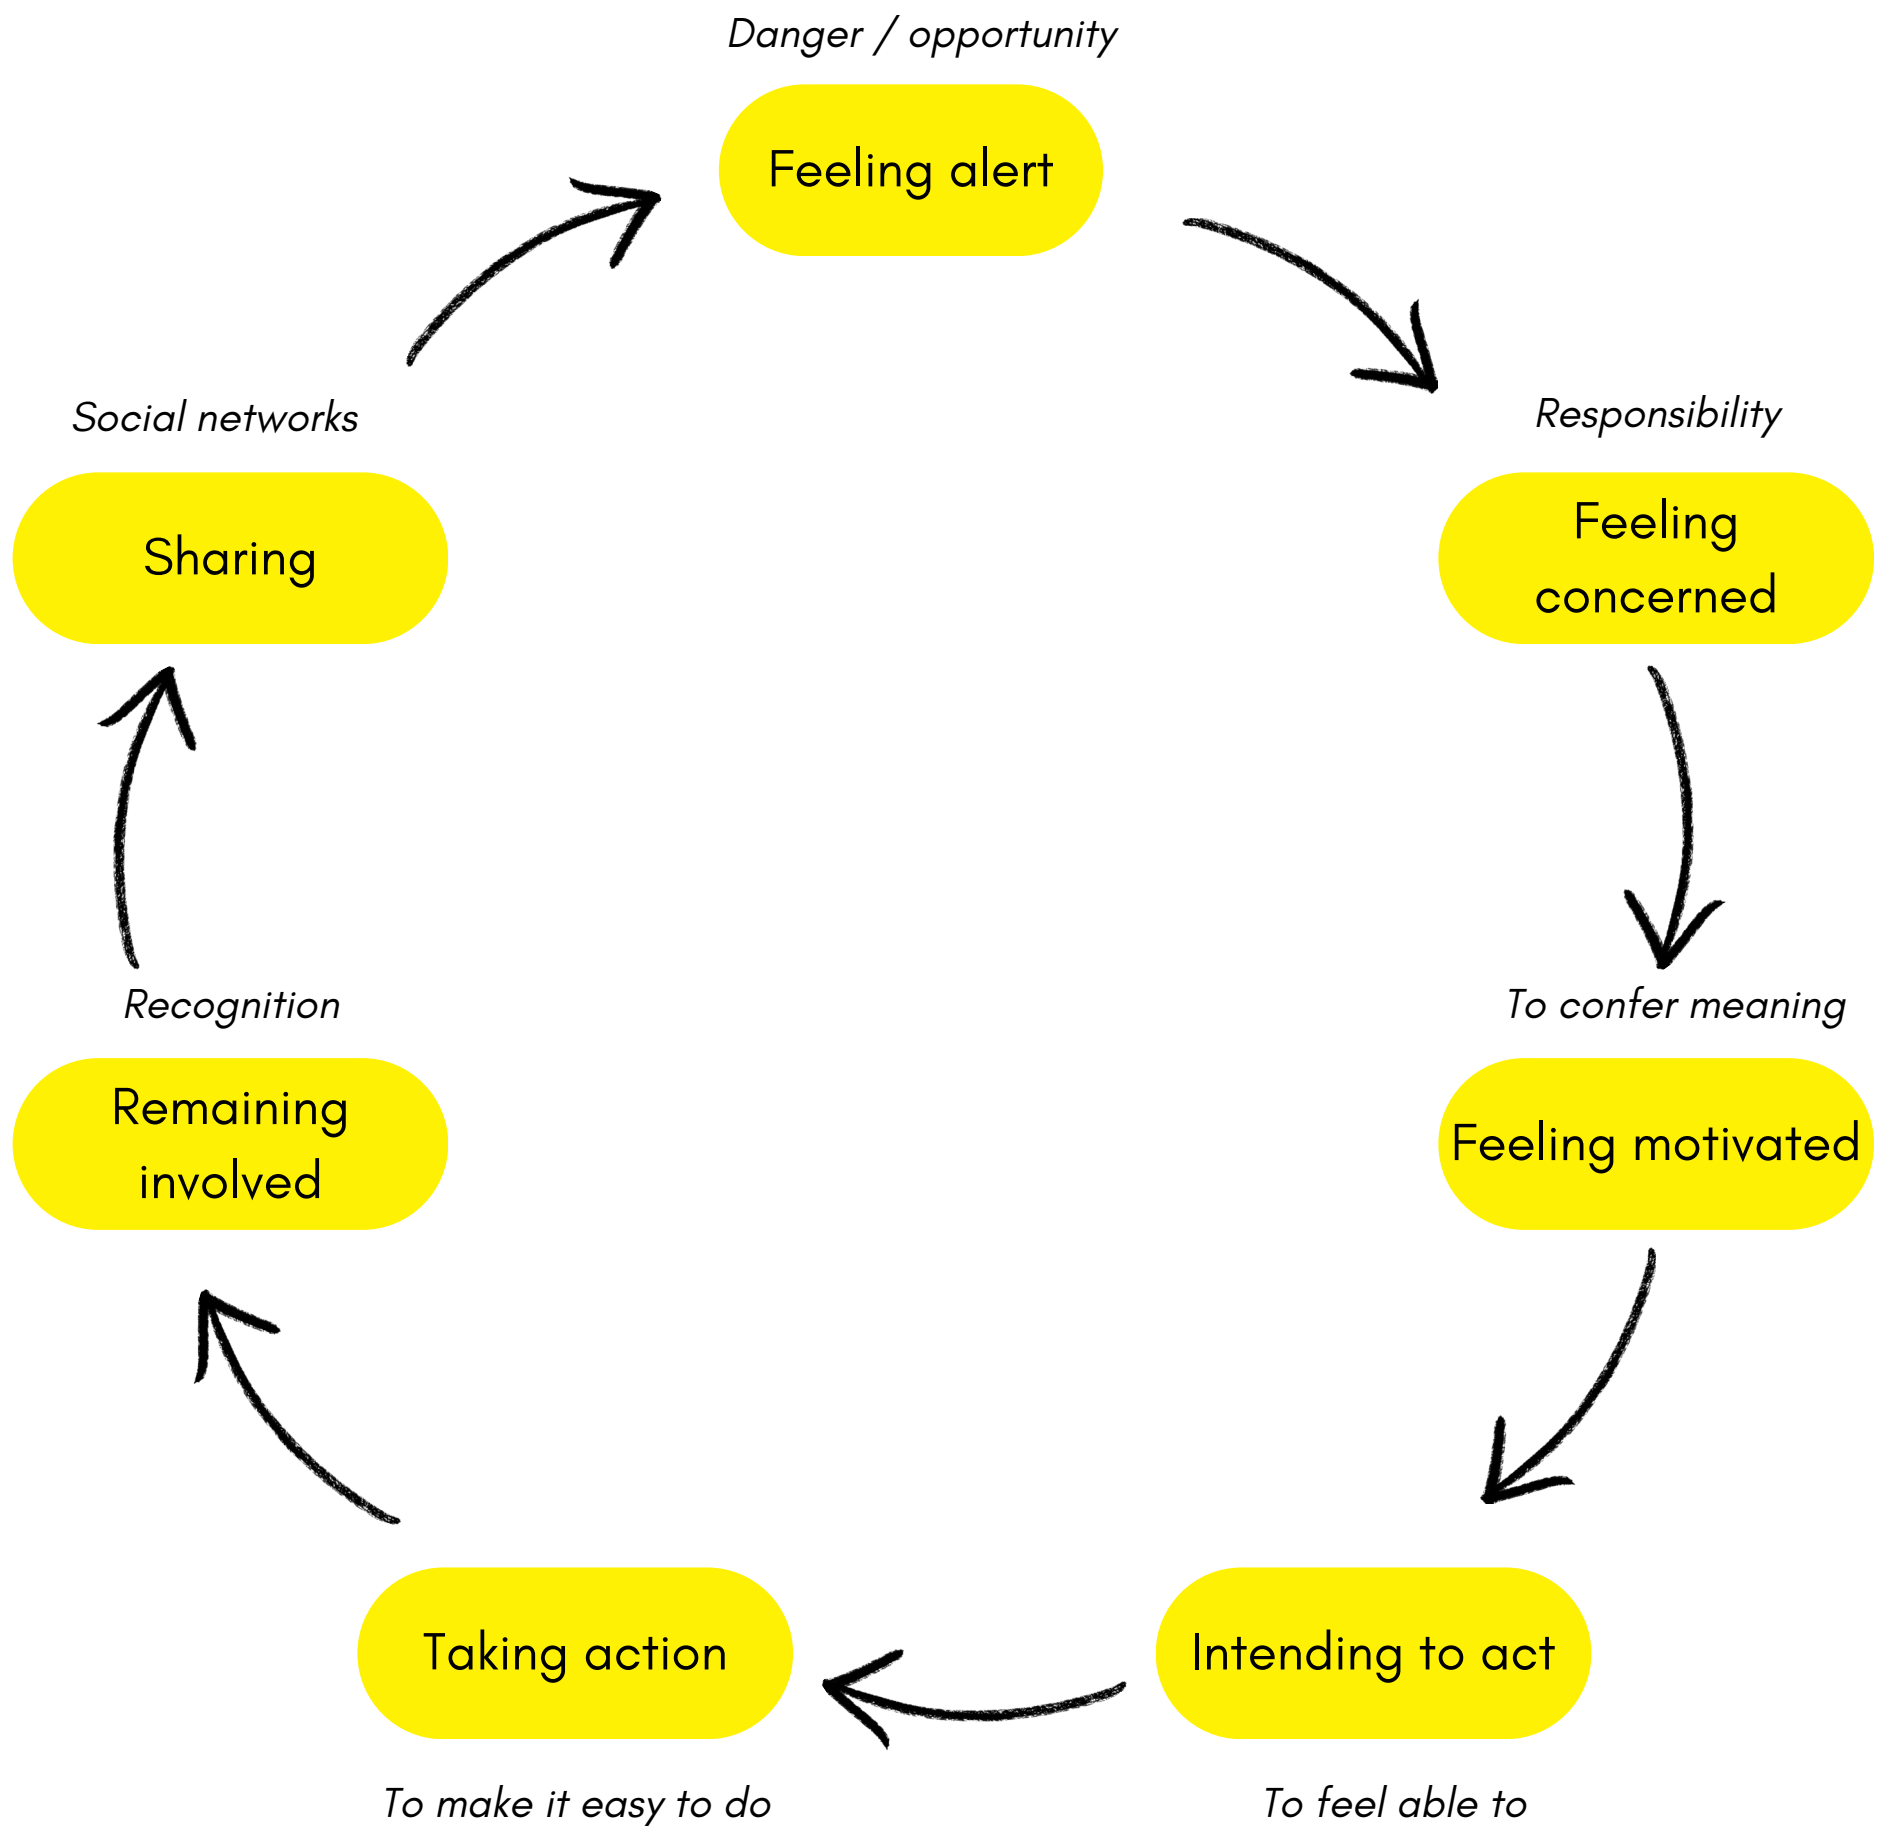 Danger / opportunity
Feeling alert
Responsibility
Feeling
concerned
To confer meaning
Feeling motivated
Intending to act
To feel able to
Taking action
To make it easy to do
Recognition
Remaining
involved
Social networks
Sharing